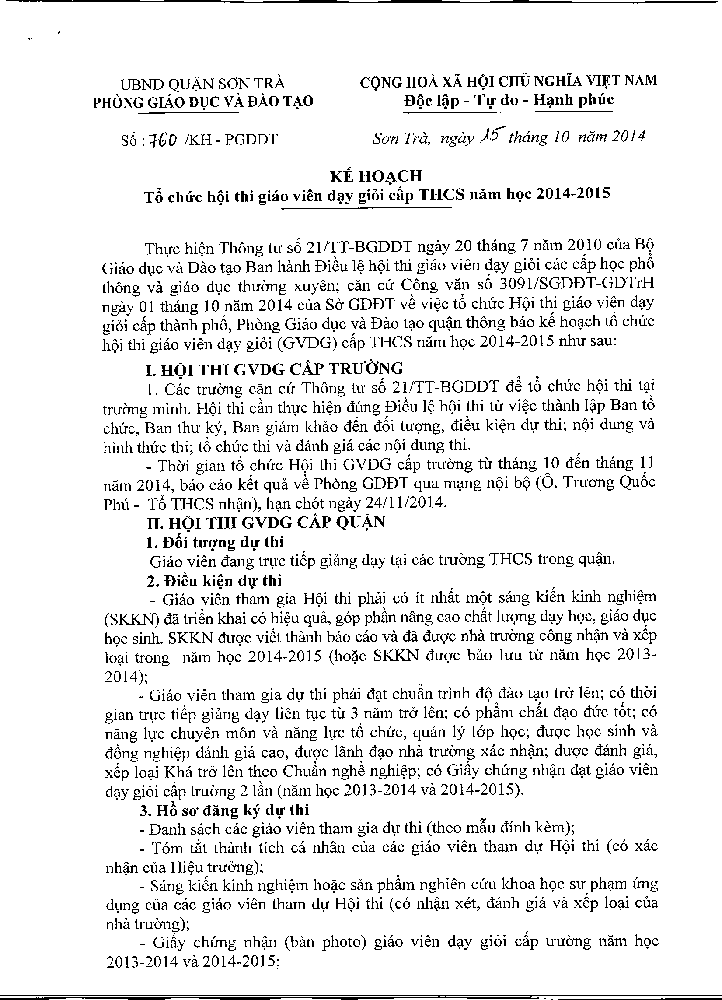 UBND QUẬN SƠN TRÀ
PHÒNG GIÁO DỤC VÀ ĐÀO TẠO
CỘNG HOÀ XÃ HỘI CHỦ NGHĨA VIỆT NAM
Độc lập - Tự do - Hạnh phúc
Số : 760 /KH - PGDĐT
Sơn Trà, ngày 15 tháng 10 năm 2014
KẾ HOẠCH
Tổ chức hội thi giáo viên dạy giỏi cấp THCS năm học 2014-2015
Thực hiện Thông tư số 21/TT-BGDĐT ngày 20 tháng 7 năm 2010 của Bộ
Giáo dục và Đào tạo Ban hành Điều lệ hội thi giáo viên dạy giỏi các cấp học phổ
thông và giáo dục thường xuyên; căn cứ Công văn số 3091/SGDĐT-GDTrH
ngày 01 tháng 10 năm 2014 của Sở GDĐT về việc tổ chức Hội thi giáo viên dạy
giỏi cấp thành phố, Phòng Giáo dục và Đào tạo quận thông báo kế hoạch tổ chức
hội thi giáo viên dạy giỏi (GVDG) cấp THCS năm học 2014-2015 như sau:
I. HỘI THI GVDG CẤP TRƯỜNG
1. Các trường căn cứ Thông tư số 21/TT-BGDĐT để tổ chức hội thi tại
trường mình. Hội thi cần thực hiện đúng Điều lệ hội thi từ việc thành lập Ban tổ
chức, Ban thư ký, Ban giám khảo đến đối tượng, điều kiện dự thi; nội dung và
hình thức thi; tổ chức thi và đánh giá các nội dung thi.
- Thời gian tổ chức Hội thi GVDG cấp trường từ tháng 10 đến tháng 11
năm 2014, báo cáo kết quả về Phòng GDĐT qua mạng nội bộ (Ô. Trương Quốc
Phú - Tổ THCS nhận), hạn chót ngày 24/11/2014.
II. HỘI THI GVDG CẤP QUẬN
1. Đối tượng dự thi
Giáo viên đang trực tiếp giảng dạy tại các trường THCS trong quận.
2. Điều kiện dự thi
- Giáo viên tham gia Hội thi phải có ít nhất một sáng kiến kinh nghiệm
(SKKN) đã triển khai có hiệu quả, góp phần nâng cao chất lượng dạy học, giáo dục
học sinh. SKKN được viết thành báo cáo và đã được nhà trường công nhận và xếp
loại trong năm học 2014-2015 (hoặc SKKN được bảo lưu từ năm học 2013-
2014);
- Giáo viên tham gia dự thi phải đạt chuẩn trình độ đào tạo trở lên; có thời
gian trực tiếp giảng dạy liên tục từ 3 năm trở lên; có phẩm chất đạo đức tốt; có
năng lực chuyên môn và năng lực tổ chức, quản lý lớp học; được học sinh và
đồng nghiệp đánh giá cao, được lãnh đạo nhà trường xác nhận; được đánh giá,
xếp loại Khá trở lên theo Chuẩn nghề nghiệp; có Giấy chứng nhận đạt giáo viên
dạy giỏi cấp trường 2 lần (năm học 2013-2014 và 2014-2015).
3. Hồ sơ đăng ký dự thi
- Danh sách các giáo viên tham gia dự thi (theo mẫu đính kèm);
- Tóm tắt thành tích cá nhân của các giáo viên tham dự Hội thi (có xác
nhận của Hiệu trưởng);
- Sáng kiến kinh nghiệm hoặc sản phẩm nghiên cứu khoa học sư phạm ứng
dụng của các giáo viên tham dự Hội thi (có nhận xét, đánh giá và xếp loại của
nhà trường);
- Giấy chứng nhận (bản photo) giáo viên dạy giỏi cấp trường năm học
2013-2014 và 2014-2015;